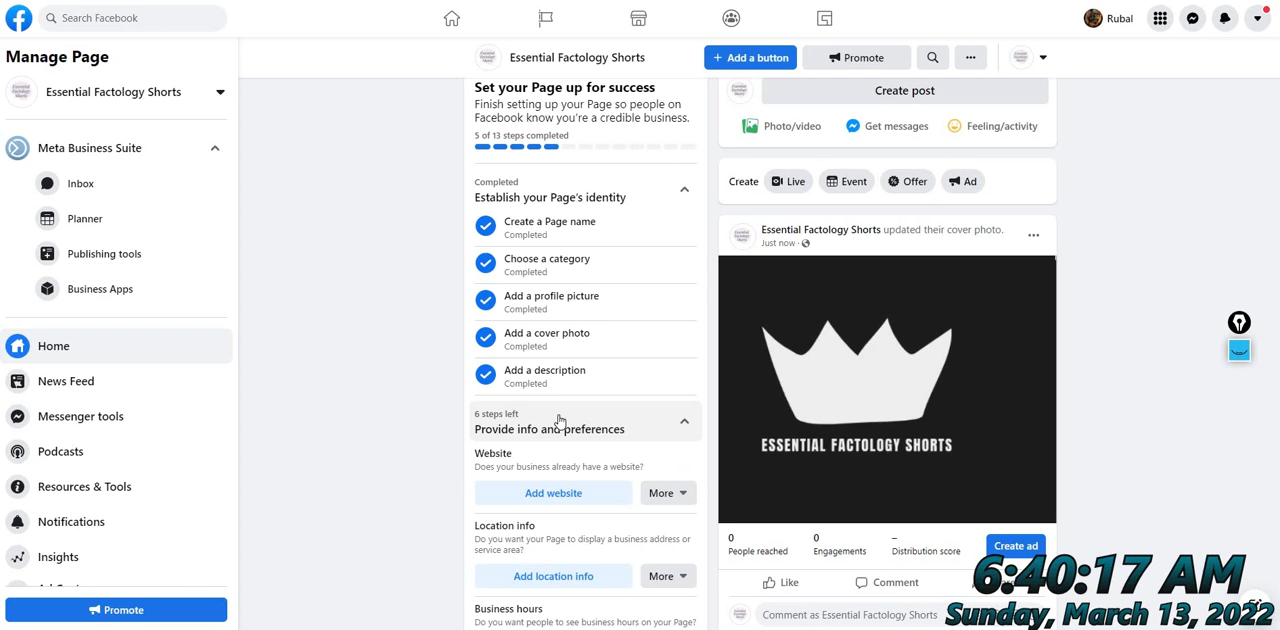 Search Facebook
Rubal
Manage Page
Essential Factology Shorts
Add a button
Promote
Essential Factology Shorts
Meta Business Suite
Inbox
Planner
Publishing tools
Business Apps
Home
News Feed
Messenger tools
Podcasts
Resources & Tools
Notifications
Insights
Promote
Set your Page up for success
Finish setting up your Page so people on
Facebook know you're a credible business.
5 of 13 steps completed
Completed
Establish your Page's identity
Create a Page name
Completed
Choose a category
Completed
Add a profile picture
Completed
Add a cover photo
Completed
Add a description
Completed
6 steps left
Provide info and preferences
Website
Does your business already have a website?
Add website
More
Location info
Do you want your Page to display a business address or
service area?
Add location info
More
Business hours
Do you want people to see business hours on your Page?
Create post
Photo/video
Get messages
Feeling/activity
Create
Live
Event
Offer
Ad
Essential Factology Shorts updated their cover photo.
Just now ·
ESSENTIAL FACTOLOGY SHORTS
0
People reached
0
Engagements
–
Distribution score
Create ad
Like
Comment
Comment as Essential Factology Shorts
6:40:17 AM
Sunday, March 13, 2022